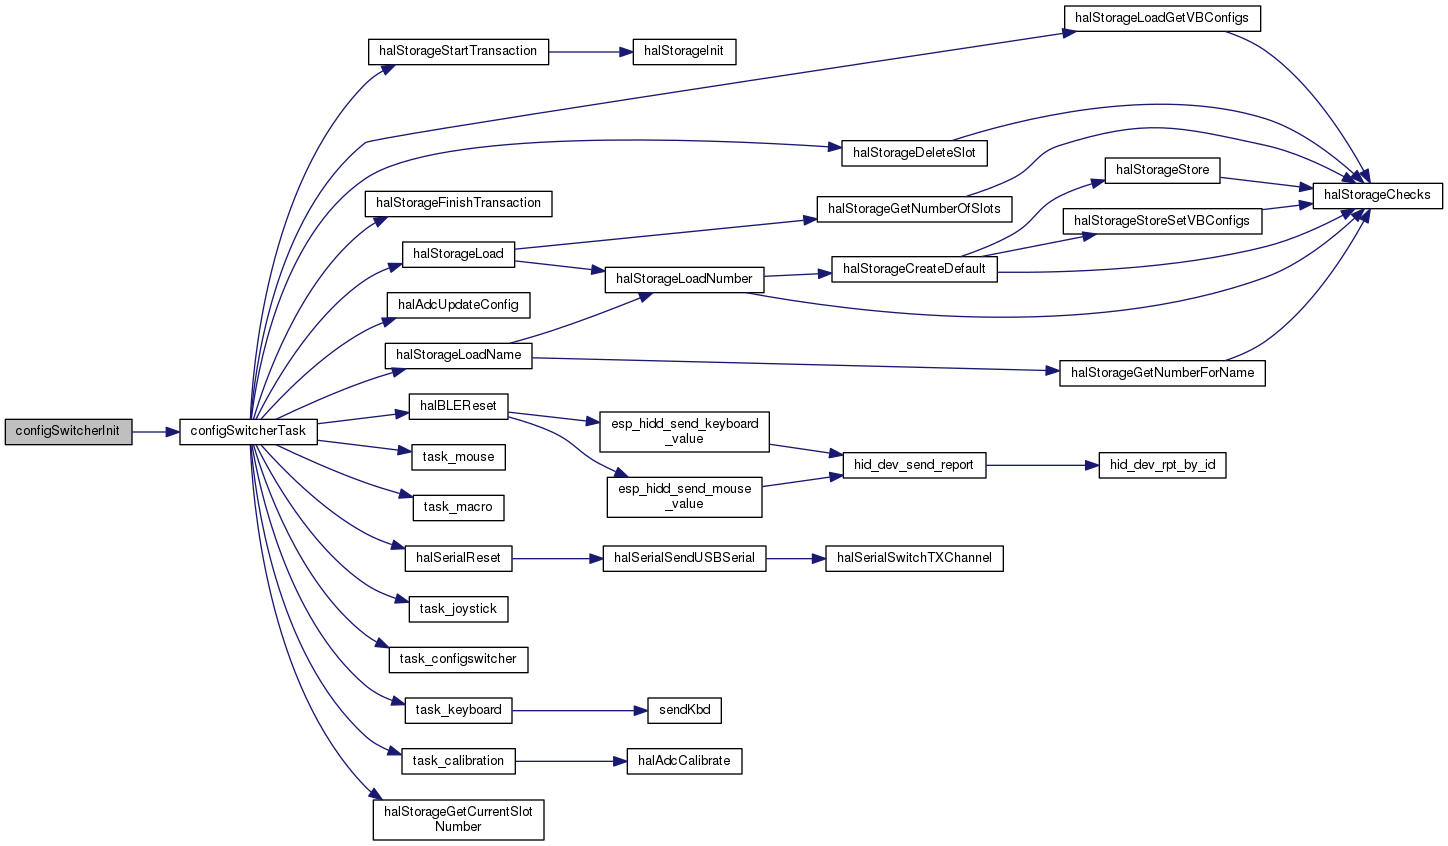 halStorageLoadGetVBConfigs
halStorageStartTransaction
halStorageInit
halStorageDeleteSlot
halStorageStore
halStorageChecks
halStorageFinishTransaction
halStorageGetNumberOfSlots
halStorageStoreSetVBConfigs
halStorageLoad
halStorageLoadNumber
halStorageCreateDefault
halAdcUpdateConfig
halStorageLoadName
halStorageGetNumberForName
halBLEReset
esp_hidd_send_keyboard
_value
configSwitcherInit
configSwitcherTask
task_mouse
hid_dev_send_report
hid_dev_rpt_by_id
esp_hidd_send_mouse
_value
task_macro
halSerialReset
halSerialSendUSBSerial
halSerialSwitchTXChannel
task_joystick
task_configswitcher
task_keyboard
sendKbd
task_calibration
halAdcCalibrate
halStorageGetCurrentSlot
Number